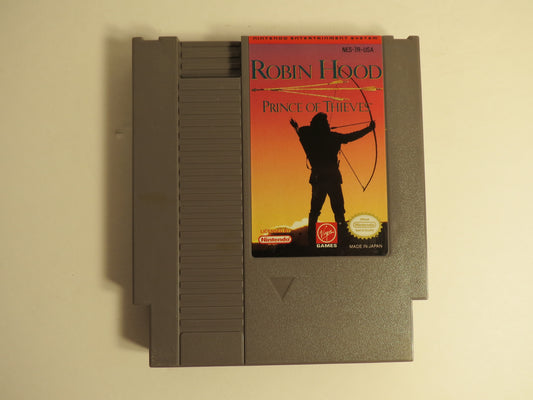 NINTENDO ENTERTAINMENT SYSTEM
NES-7R-USA
ROBIN HOOD
PRINCE OF THIEVES
LICENSED BY
Nintendo
Virgin
GAMES
Nintendo
MADE IN JAPAN